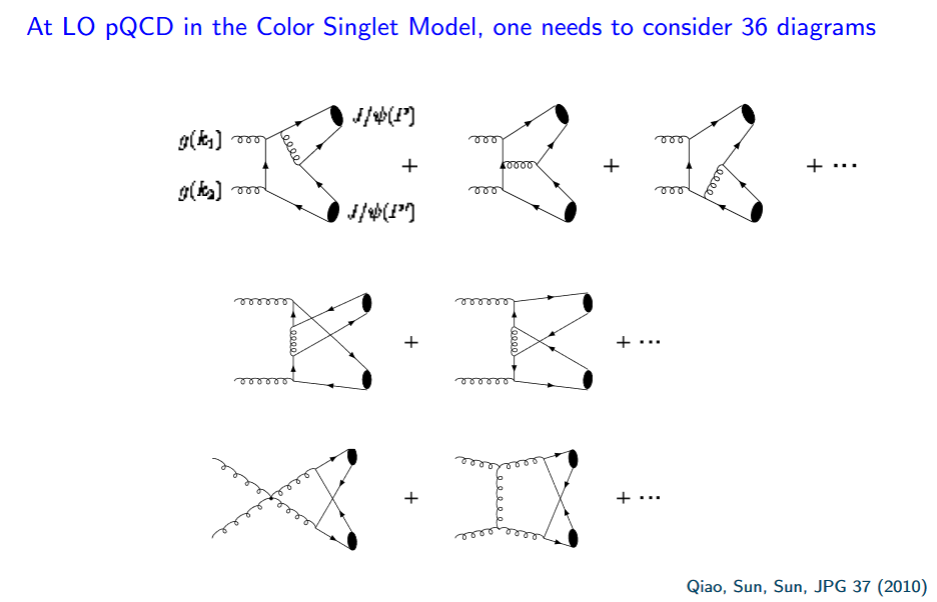 At LO pQCD in the Color Singlet Model, one needs to consider 36 diagrams
J/ψ(P)
g(k₁)
+ + + ...
g(k₂)
J/ψ(P')
+ + ...
+ + ...
Qiao, Sun, Sun, JPG 37 (2010)